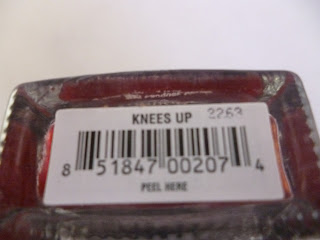 KNEES UP 2263
8 51847 00207 4
PEEL HERE